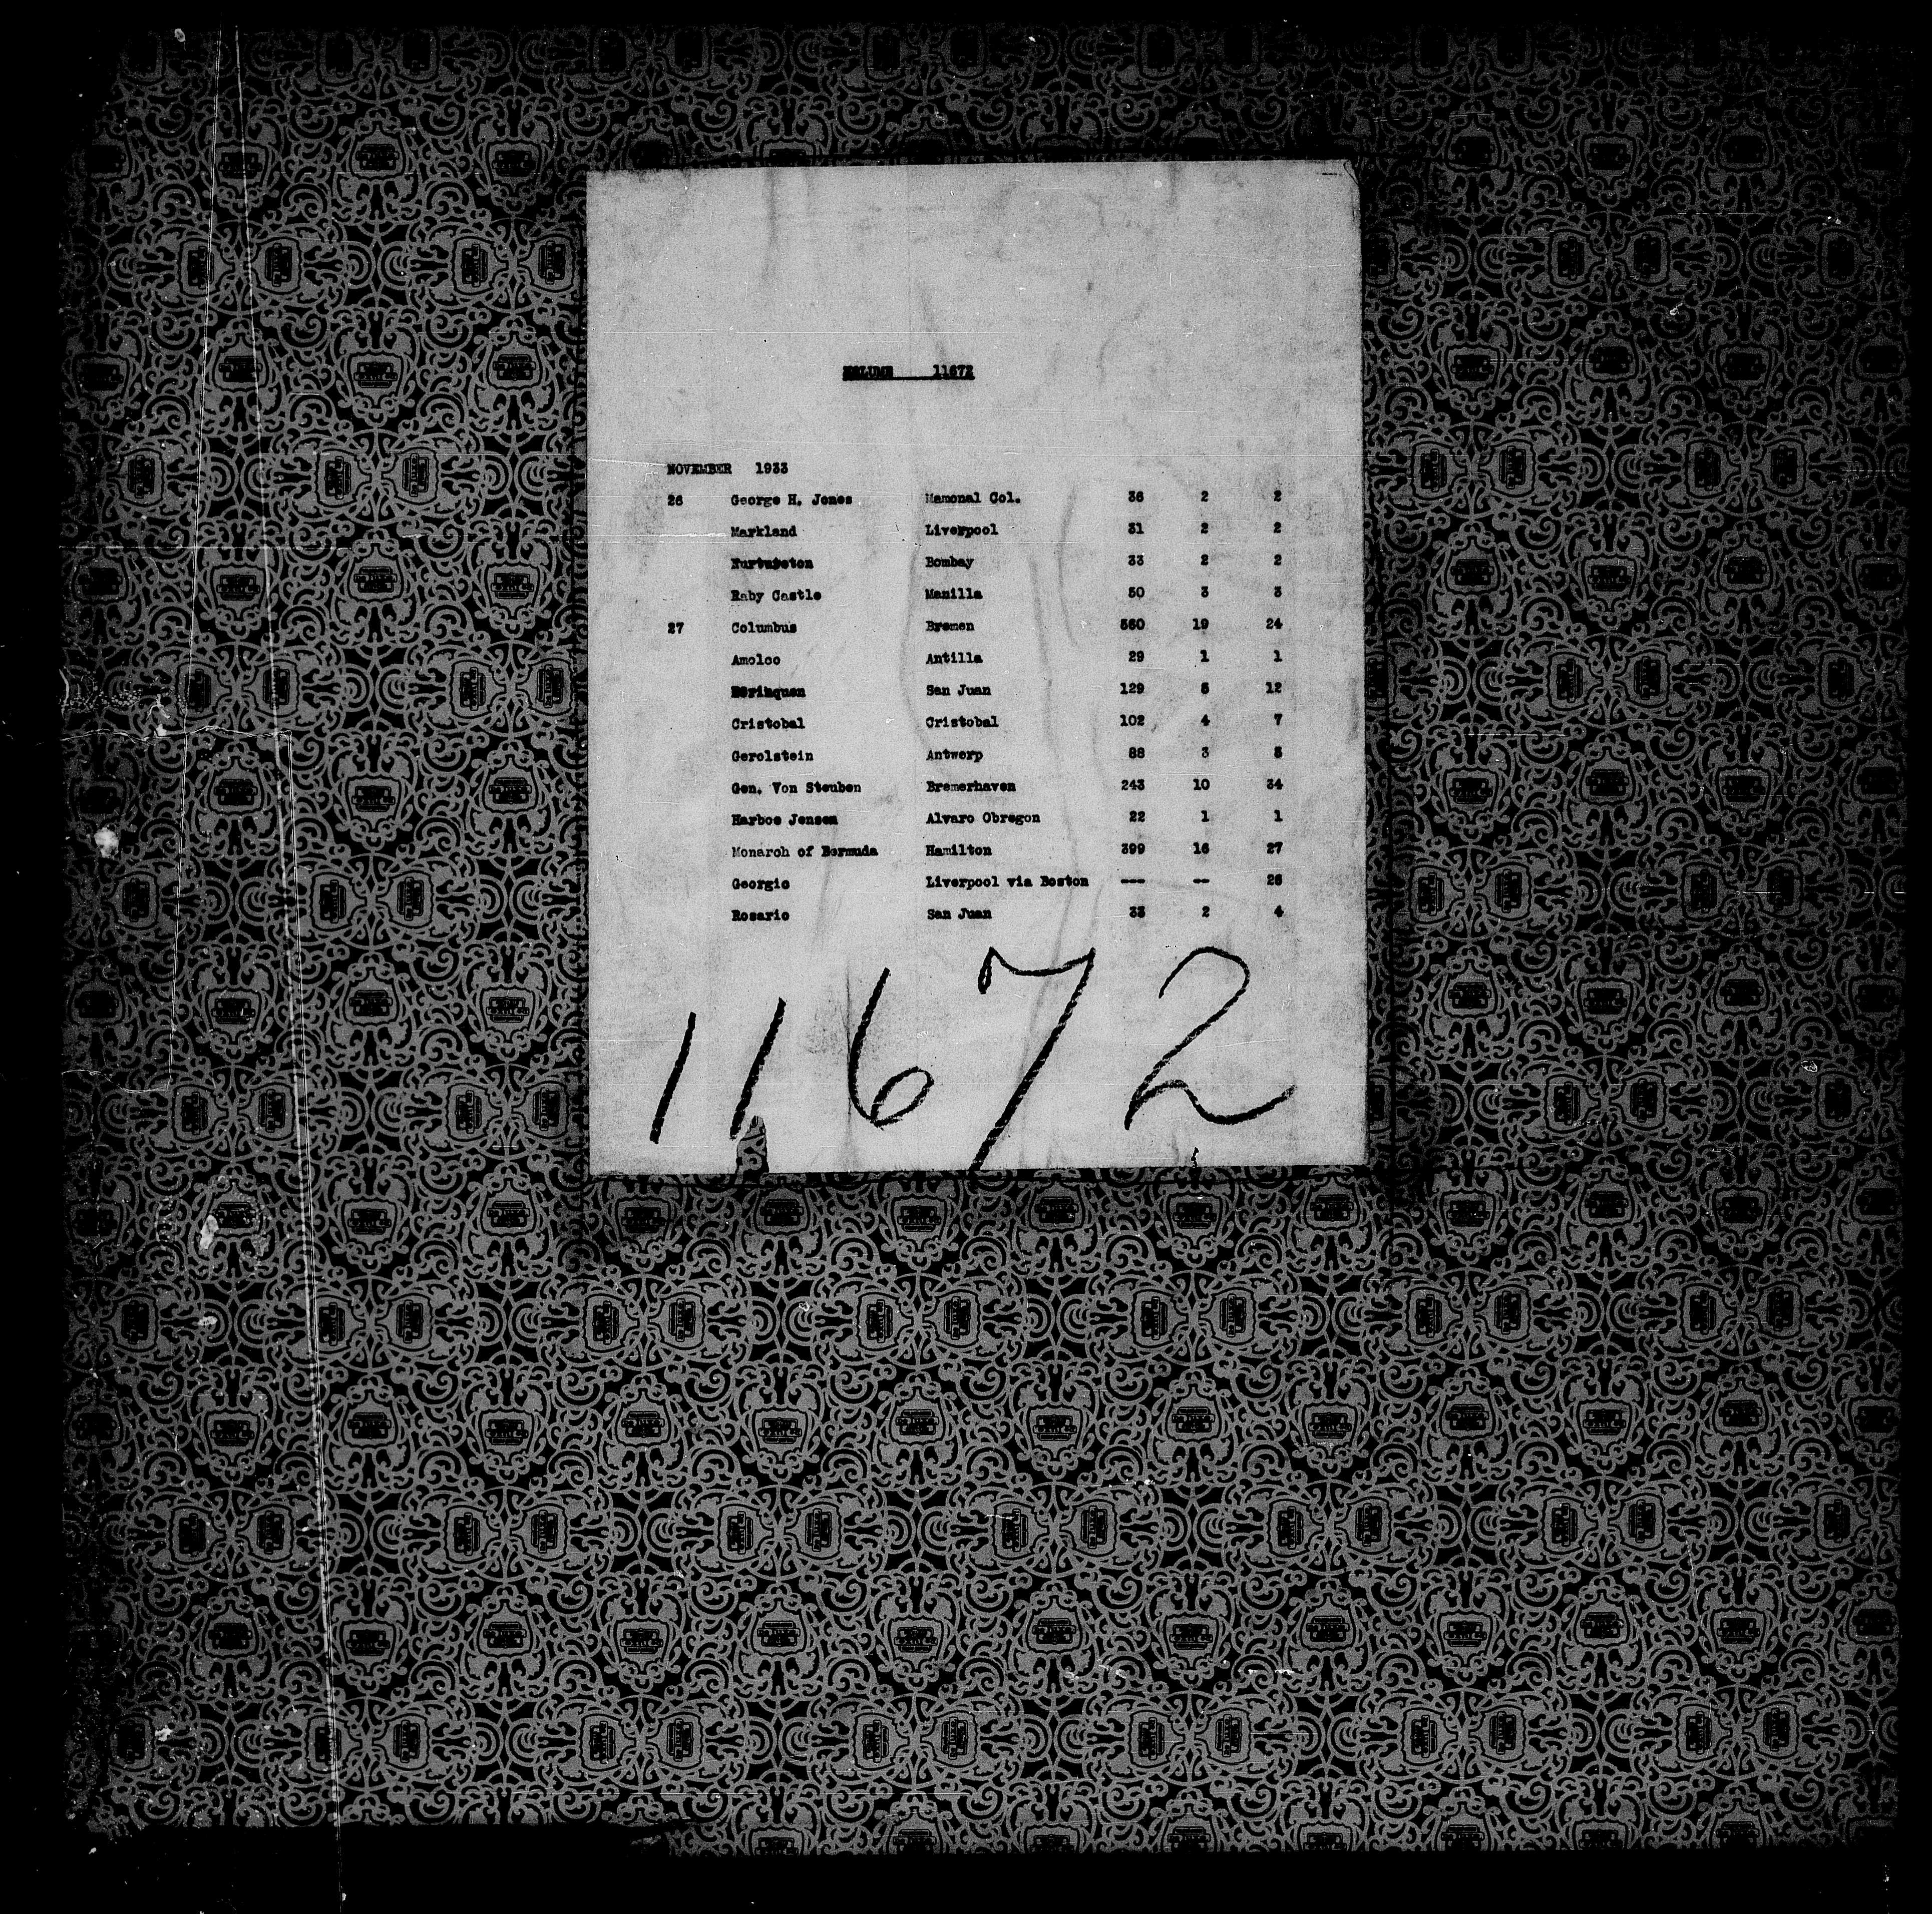 VOLUME 11672
NOVEMBER 1933
26 George H. Jones Mamonal Col. 36 2 2
Markland Liverpool 31 2 2
Bombay 33 2 2
Raby Castle Manilla 50 3 3
27 Columbus Bremen 560 19 24
Amolco Antilla 29 1 1
Borinquen San Juan 129 5 12
Cristobal Cristobal 102 4 7
Gerolstein Antwerp 88 3 5
Gen. Von Steuben Bremerhaven 243 10 34
Harboe Jensen Alvaro Obregon 22 1 1
Monarch of Bermuda Hamilton 399 16 27
Georgic Liverpool via Boston --- -- 26
Rosario San Juan 33 2 4
11672